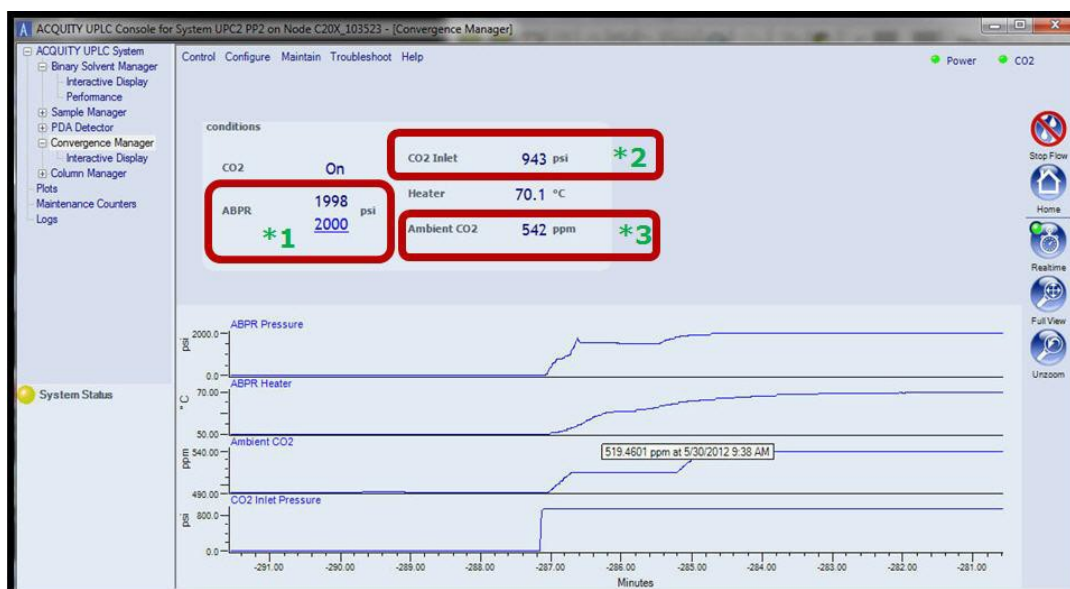 ACQUITY UPLC Console for System UPC2 PP2 on Node C20X_103523 - [Convergence Manager]
ACQUITY UPLC System
Binary Solvent Manager
Interactive Display
Performance
Sample Manager
PDA Detector
Convergence Manager
Interactive Display
Column Manager
Plots
Maintenance Counters
Logs
System Status
Control Configure Maintain Troubleshoot Help
Power CO2
conditions
CO2 On
ABPR 1998 psi
2000
*1
CO2 Inlet 943 psi *2
Heater 70.1 °C
Ambient CO2 542 ppm *3
Stop Flow
Home
Realtime
Full View
Unzoom
ABPR Pressure
psi
2000.0
0.0
ABPR Heater
°C
70.00
50.00
Ambient CO2
ppm
540.00
490.00
519.4601 ppm at 5/30/2012 9:38 AM
CO2 Inlet Pressure
psi
800.0
0.0
-291.00 -290.00 -289.00 -288.00 -287.00 -286.00 -285.00 -284.00 -283.00 -282.00 -281.00
Minutes